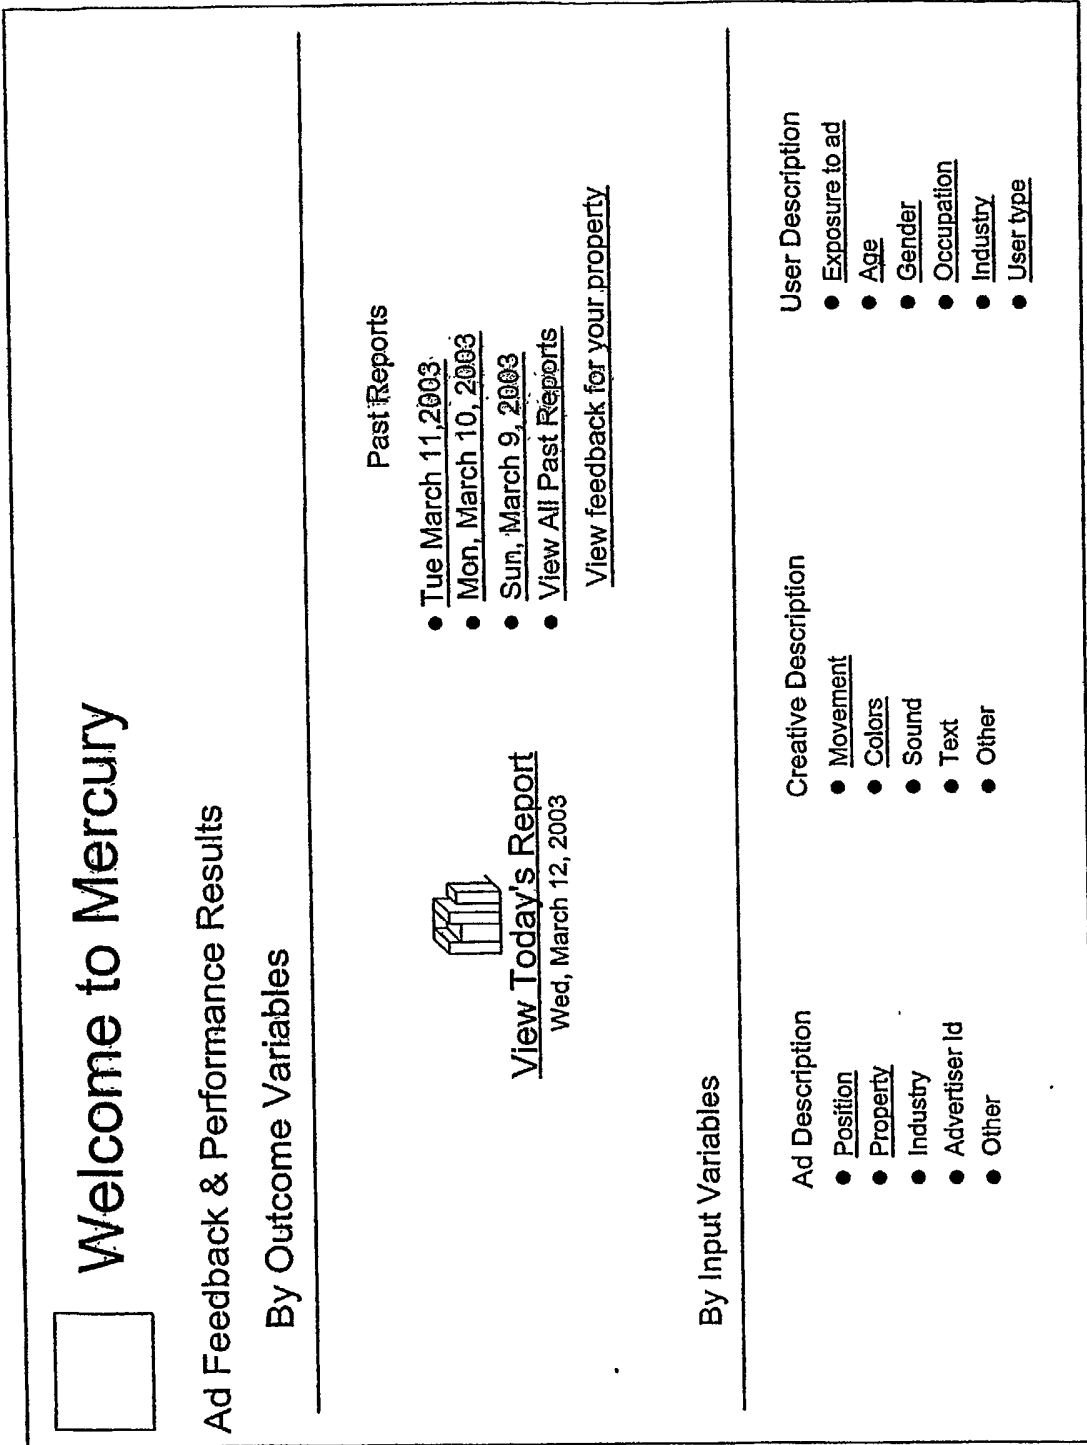 Welcome to Mercury
Ad Feedback & Performance Results
By Outcome Variables
View Today's Report
Wed, March 12, 2003
Past Reports
● Tue March 11,2003
● Mon, March 10, 2003
● Sun, March 9, 2003
● View All Past Reports
View feedback for your property
By Input Variables
Ad Description
● Position
● Property
● Industry
● Advertiser Id
● Other
Creative Description
● Movement
● Colors
● Sound
● Text
● Other
User Description
● Exposure to ad
● Age
● Gender
● Occupation
● Industry
● User type